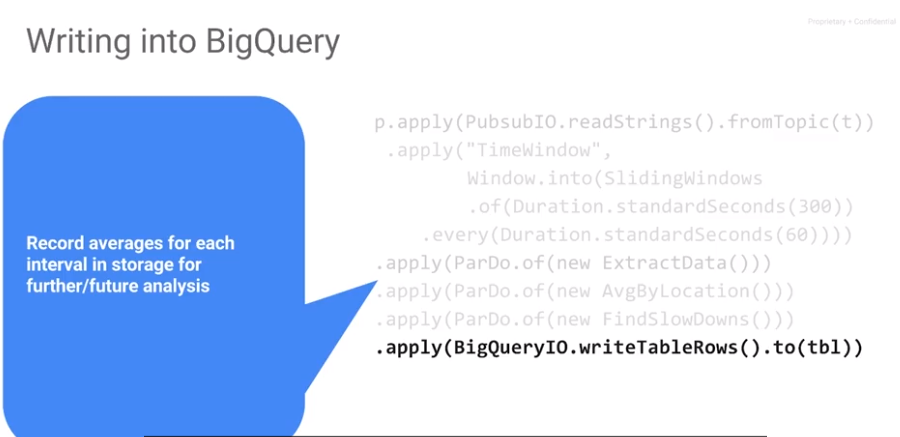 Proprietary + Confidential
Writing into BigQuery
Record averages for each
interval in storage for
further/future analysis
p.apply(PubsubIO.readStrings().fromTopic(t))
.apply("TimeWindow",
Window.into(SlidingWindows
.of(Duration.standardSeconds(300))
.every(Duration.standardSeconds(60))))
.apply(ParDo.of(new ExtractData()))
.apply(ParDo.of(new AvgByLocation()))
.apply(ParDo.of(new FindSlowDowns()))
.apply(BigQueryIO.writeTableRows().to(tbl))